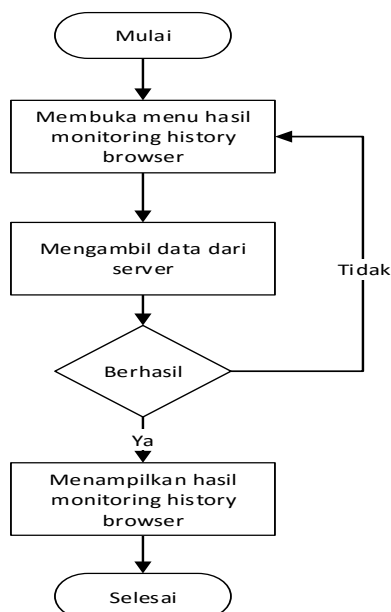 Mulai
Membuka menu hasil
monitoring history
browser
Mengambil data dari
server
Tidak
Berhasil
Ya
Menampilkan hasil
monitoring history
browser
Selesai